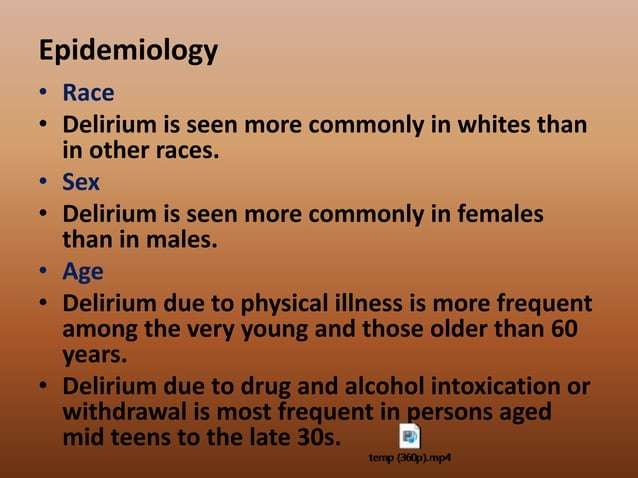 Epidemiology
• Race
• Delirium is seen more commonly in whites than
in other races.
• Sex
• Delirium is seen more commonly in females
than in males.
• Age
• Delirium due to physical illness is more frequent
among the very young and those older than 60
years.
• Delirium due to drug and alcohol intoxication or
withdrawal is most frequent in persons aged
mid teens to the late 30s.
temp (360p).mp4